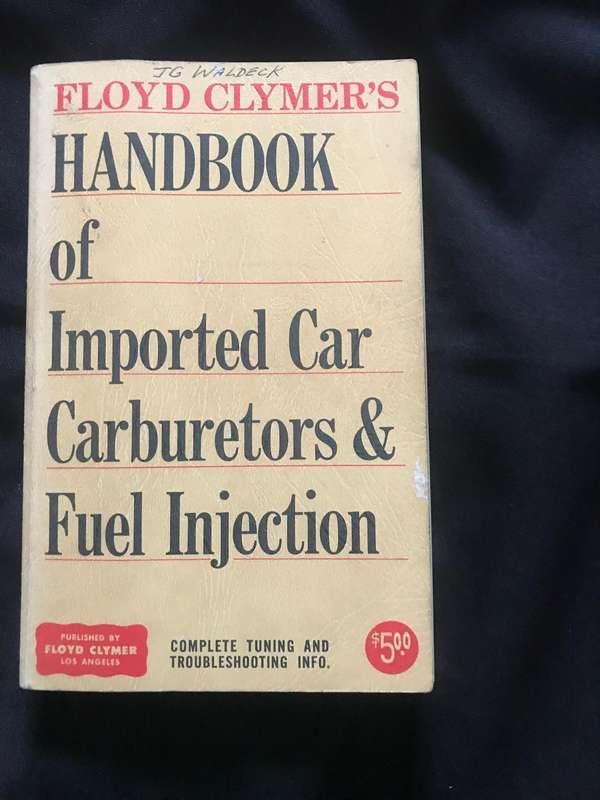 JG WALDECK
FLOYD CLYMER'S
HANDBOOK
of
Imported Car
Carburetors &
Fuel Injection
PUBLISHED BY
FLOYD CLYMER
LOS ANGELES
COMPLETE TUNING AND
TROUBLESHOOTING INFO.
$5.00